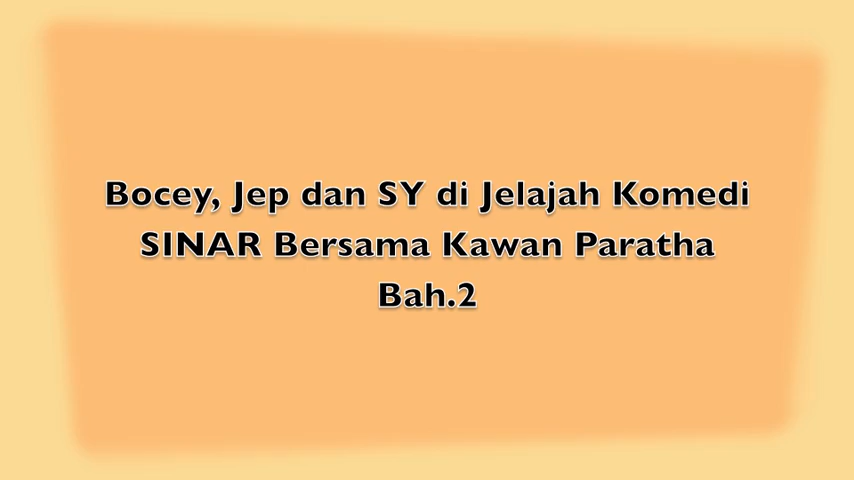 Bocey, Jep dan SY di Jelajah Komedi
SINAR Bersama Kawan Paratha
Bah.2